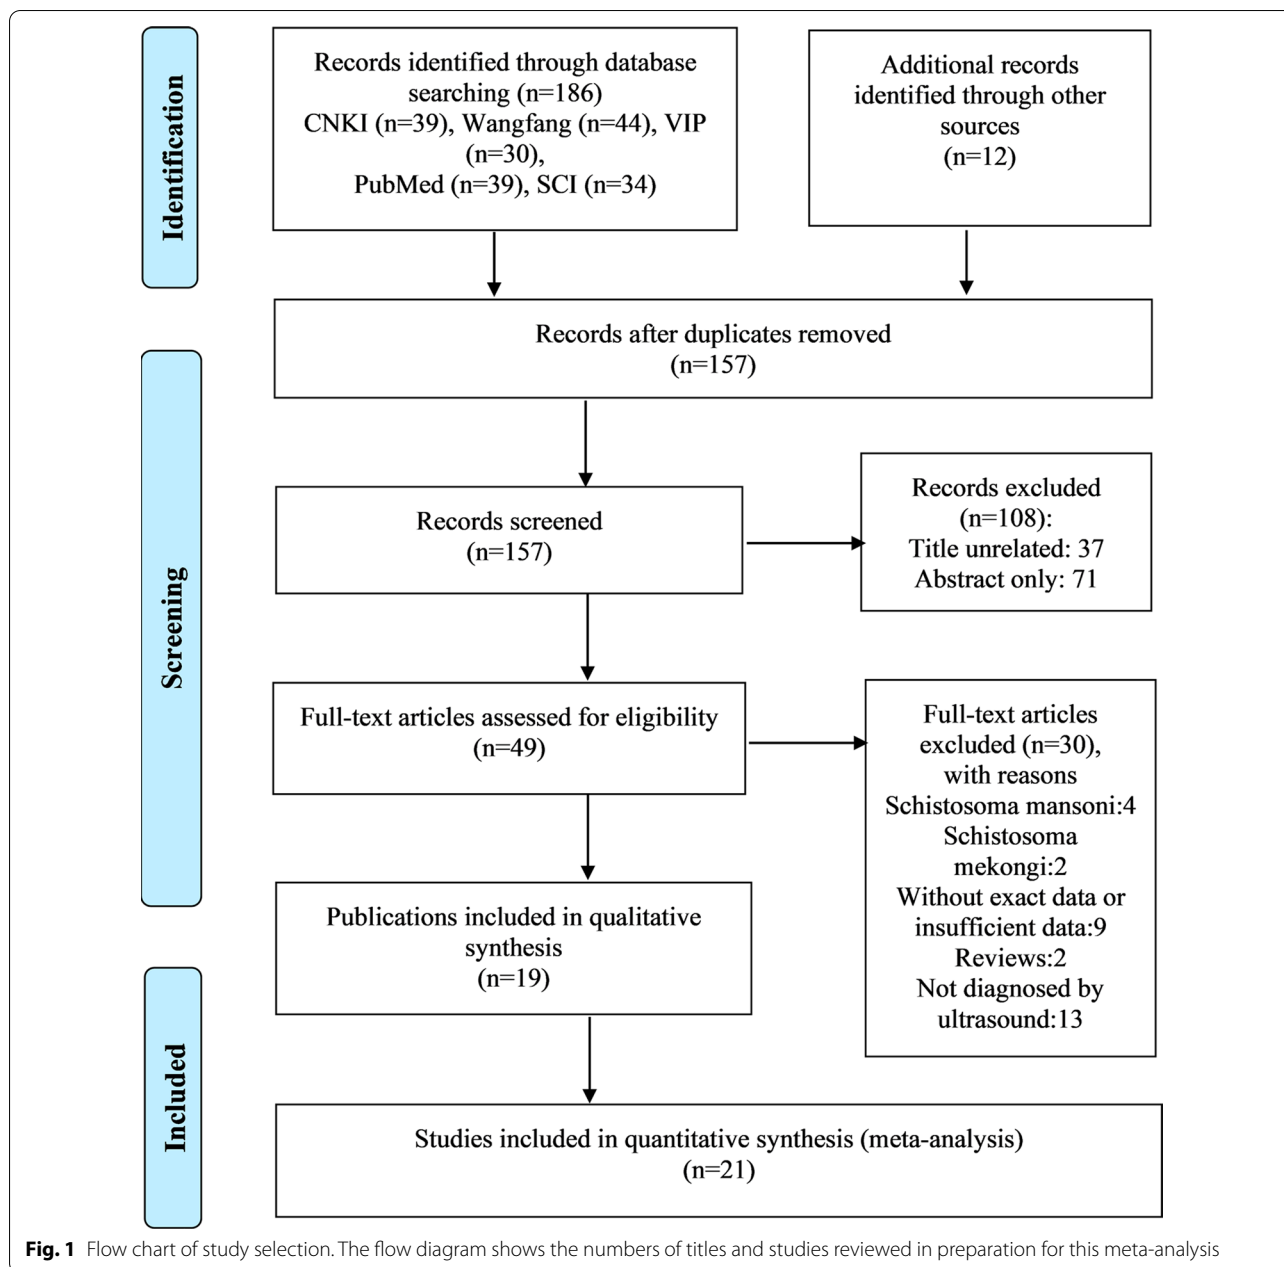 Identification
Records identified through database
searching (n=186)
CNKI (n=39), Wangfang (n=44), VIP
(n=30),
PubMed (n=39), SCI (n=34)
Additional records
identified through other
sources
(n=12)
Records after duplicates removed
(n=157)
Screening
Records screened
(n=157)
Records excluded
(n=108):
Title unrelated: 37
Abstract only: 71
Full-text articles assessed for eligibility
(n=49)
Full-text articles
excluded (n=30),
with reasons
Schistosoma mansoni:4
Schistosoma
mekongi:2
Without exact data or
insufficient data:9
Reviews:2
Not diagnosed by
ultrasound:13
Publications included in qualitative
synthesis
(n=19)
Included
Studies included in quantitative synthesis (meta-analysis)
(n=21)
Fig. 1 Flow chart of study selection. The flow diagram shows the numbers of titles and studies reviewed in preparation for this meta-analysis